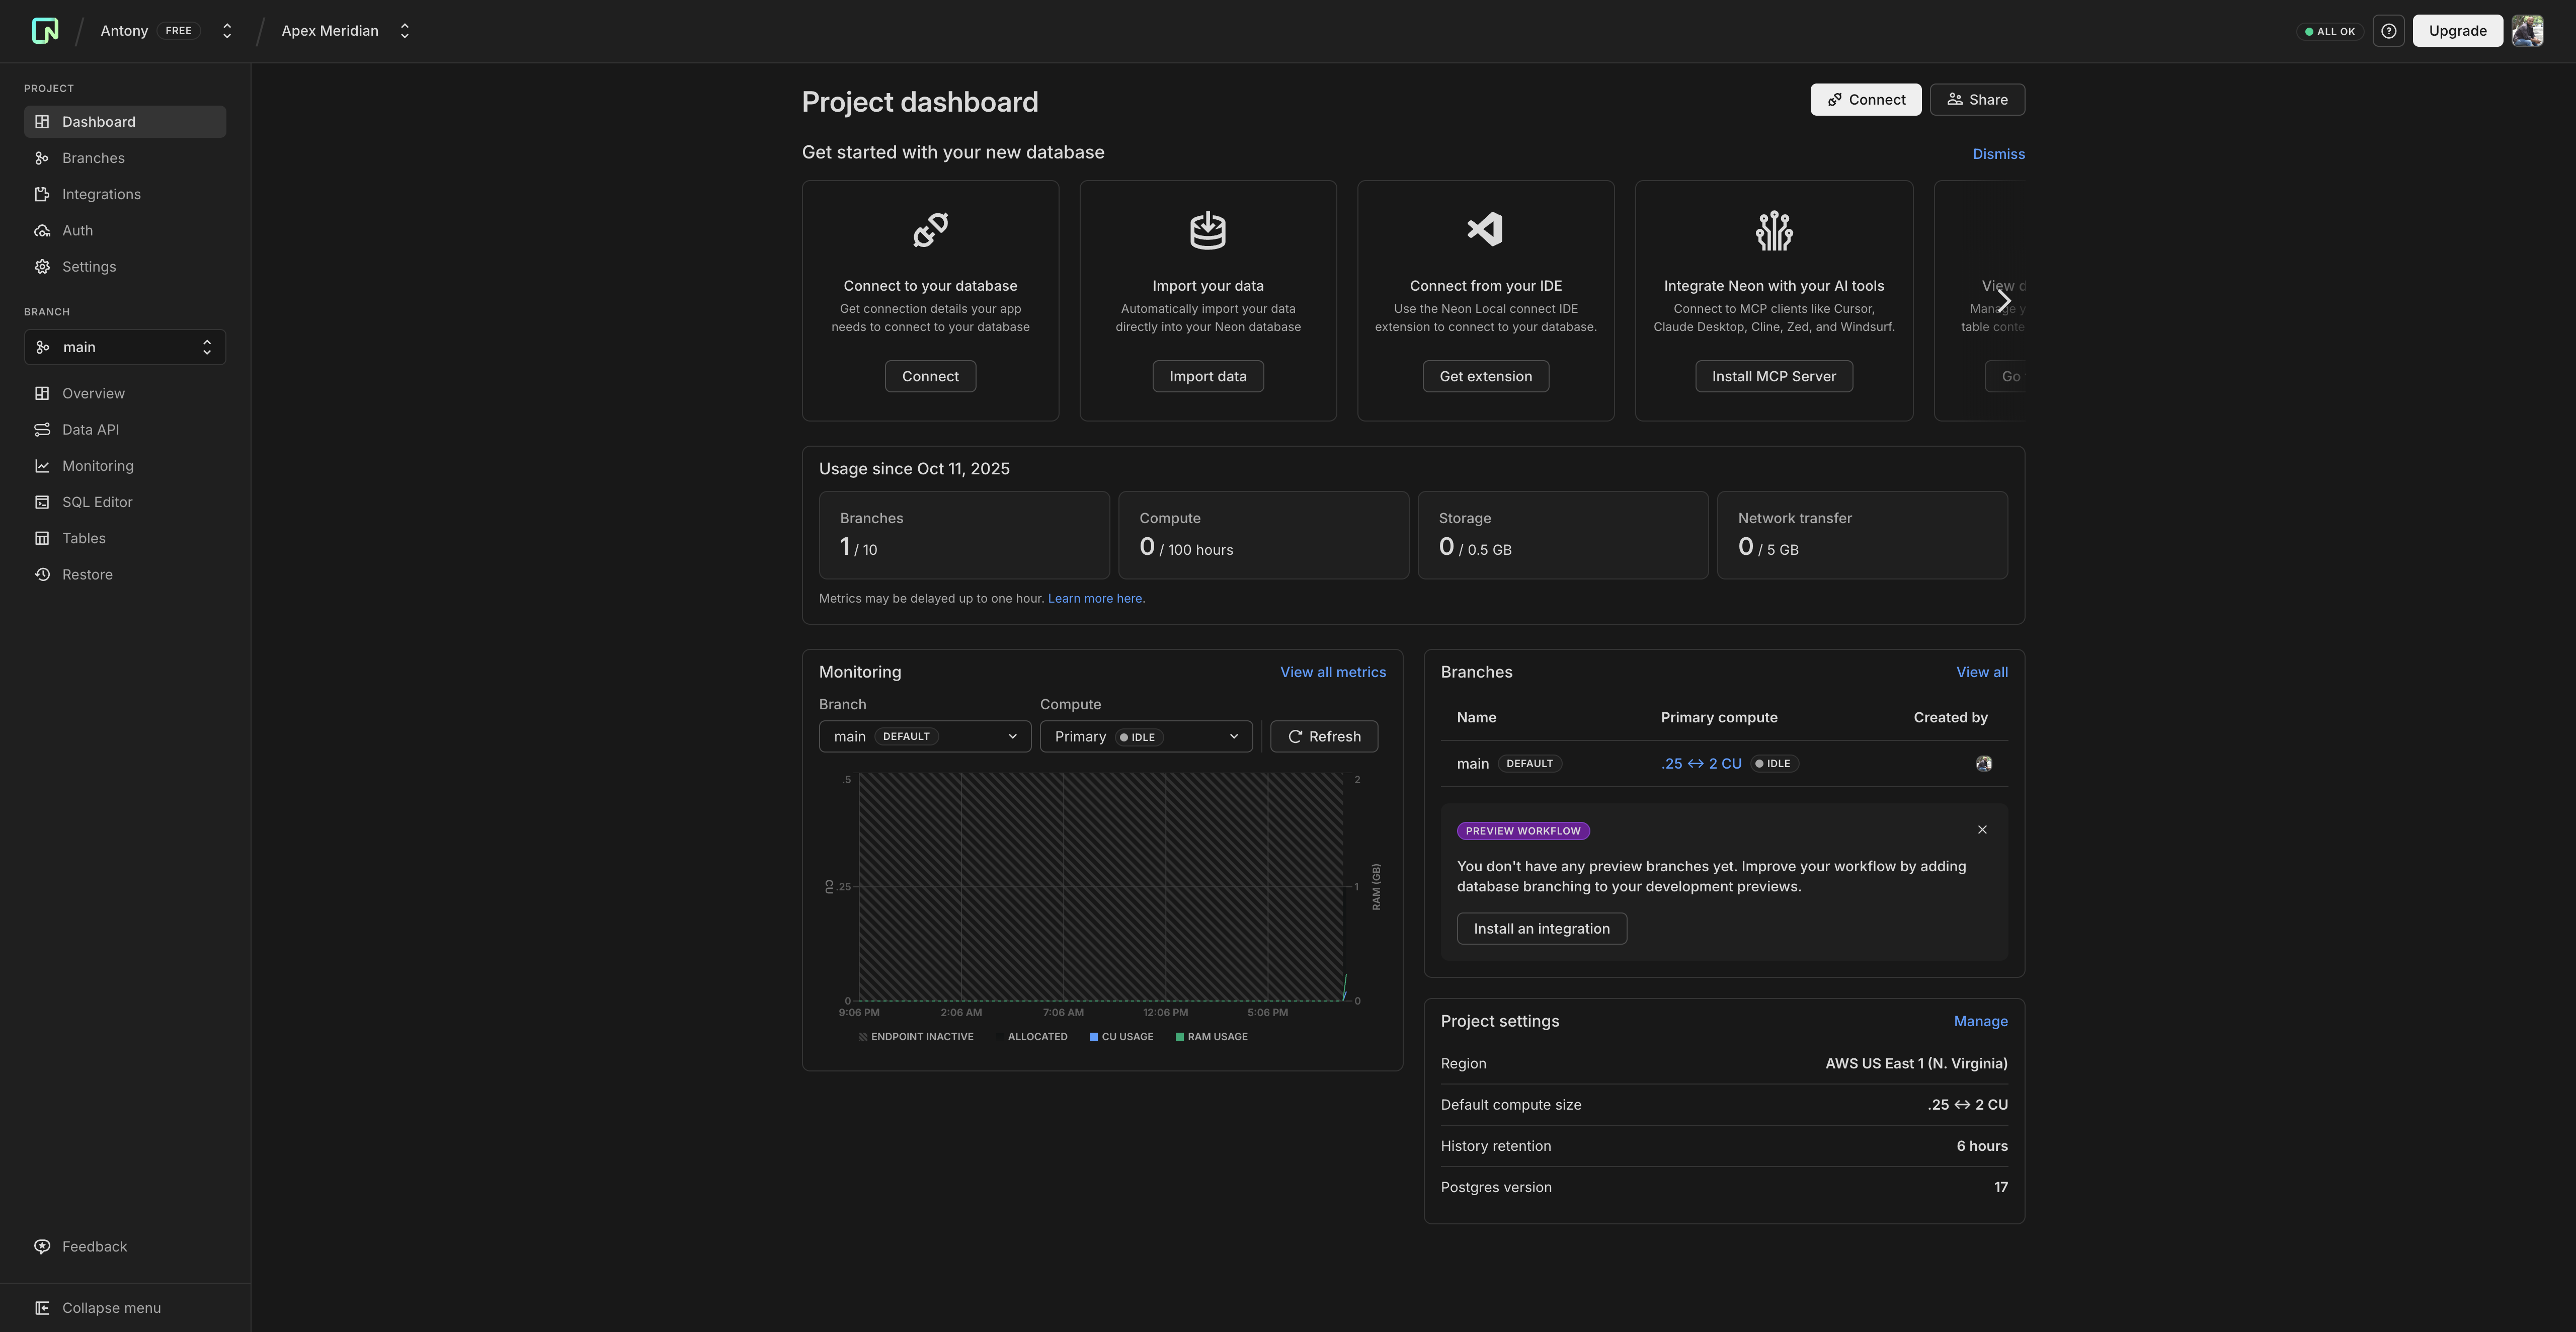 Antony FREE
Apex Meridian
ALL OK
Upgrade
PROJECT
Dashboard
Branches
Integrations
Auth
Settings
BRANCH
main
Overview
Data API
Monitoring
SQL Editor
Tables
Restore
Feedback
Collapse menu
Project dashboard
Connect
Share
Get started with your new database
Dismiss
Connect to your database
Get connection details your app
needs to connect to your database
Connect
Import your data
Automatically import your data
directly into your Neon database
Import data
Connect from your IDE
Use the Neon Local connect IDE
extension to connect to your database.
Get extension
Integrate Neon with your AI tools
Connect to MCP clients like Cursor,
Claude Desktop, Cline, Zed, and Windsurf.
Install MCP Server
View d
Manage y
table conte
Go
Usage since Oct 11, 2025
Branches
1 / 10
Compute
0 / 100 hours
Storage
0 / 0.5 GB
Network transfer
0 / 5 GB
Metrics may be delayed up to one hour. Learn more here.
Monitoring
View all metrics
Branch
Compute
main DEFAULT
Primary IDLE
Refresh
.5
2
CU
.25
1
RAM (GB)
0
0
9:06 PM
2:06 AM
7:06 AM
12:06 PM
5:06 PM
ENDPOINT INACTIVE
ALLOCATED
CU USAGE
RAM USAGE
Branches
View all
Name
Primary compute
Created by
main DEFAULT
.25 ↔ 2 CU IDLE
PREVIEW WORKFLOW
You don't have any preview branches yet. Improve your workflow by adding
database branching to your development previews.
Install an integration
Project settings
Manage
Region
AWS US East 1 (N. Virginia)
Default compute size
.25 ↔ 2 CU
History retention
6 hours
Postgres version
17